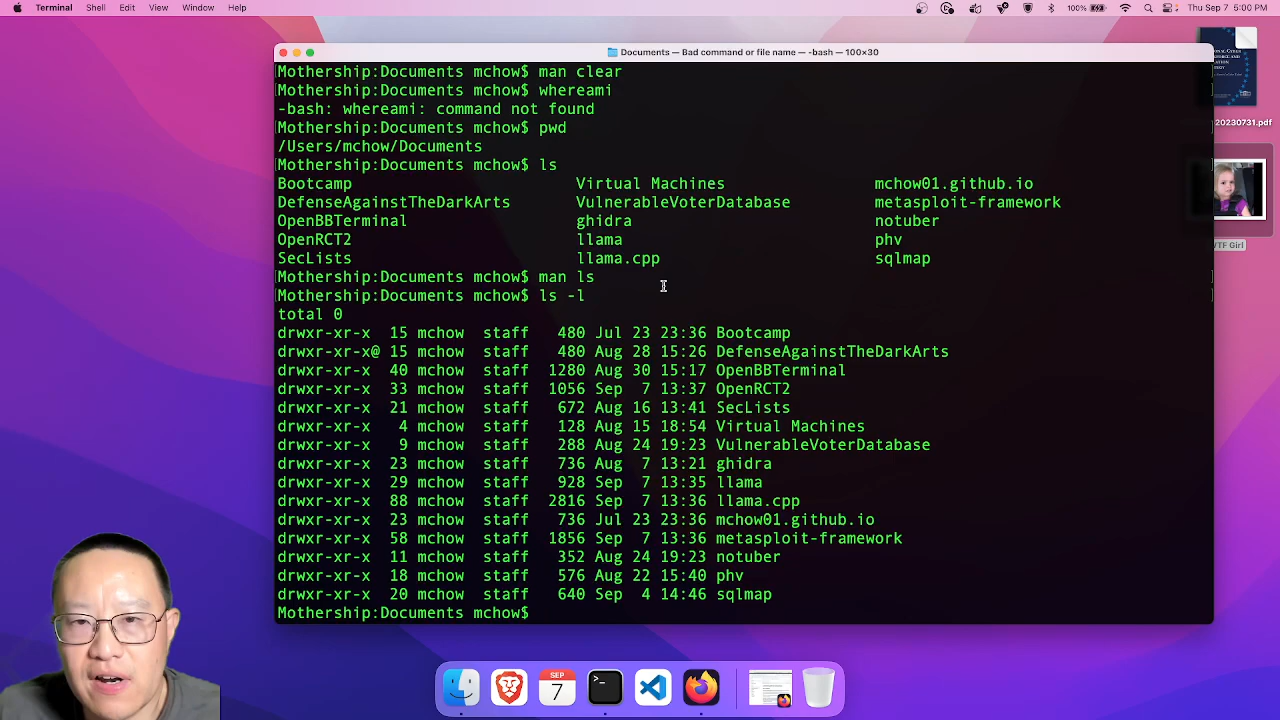 Terminal Shell Edit View Window Help 100% Thu Sep 7 5:00 PM
Documents — Bad command or file name — -bash — 100×30
Mothership:Documents mchow$ man clear
Mothership:Documents mchow$ whereami
-bash: whereami: command not found
Mothership:Documents mchow$ pwd
/Users/mchow/Documents
Mothership:Documents mchow$ ls
Bootcamp Virtual Machines mchow01.github.io
DefenseAgainstTheDarkArts VulnerableVoterDatabase metasploit-framework
OpenBBTerminal ghidra notuber
OpenRCT2 llama phv
SecLists llama.cpp sqlmap
Mothership:Documents mchow$ man ls
Mothership:Documents mchow$ ls -l
total 0
drwxr-xr-x 15 mchow staff 480 Jul 23 23:36 Bootcamp
drwxr-xr-x@ 15 mchow staff 480 Aug 28 15:26 DefenseAgainstTheDarkArts
drwxr-xr-x 40 mchow staff 1280 Aug 30 15:17 OpenBBTerminal
drwxr-xr-x 33 mchow staff 1056 Sep 7 13:37 OpenRCT2
drwxr-xr-x 21 mchow staff 672 Aug 16 13:41 SecLists
drwxr-xr-x 4 mchow staff 128 Aug 15 18:54 Virtual Machines
drwxr-xr-x 9 mchow staff 288 Aug 24 19:23 VulnerableVoterDatabase
drwxr-xr-x 23 mchow staff 736 Aug 7 13:21 ghidra
drwxr-xr-x 29 mchow staff 928 Sep 7 13:35 llama
drwxr-xr-x 88 mchow staff 2816 Sep 7 13:36 llama.cpp
drwxr-xr-x 23 mchow staff 736 Jul 23 23:36 mchow01.github.io
drwxr-xr-x 58 mchow staff 1856 Sep 7 13:36 metasploit-framework
drwxr-xr-x 11 mchow staff 352 Aug 24 19:23 notuber
drwxr-xr-x 18 mchow staff 576 Aug 22 15:40 phv
drwxr-xr-x 20 mchow staff 640 Sep 4 14:46 sqlmap
Mothership:Documents mchow$
20230731.pdf
Girl
SEP
7